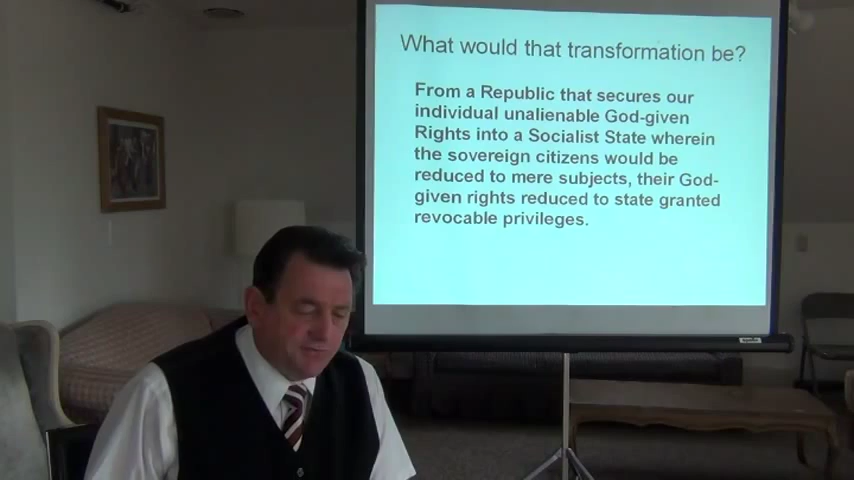 What would that transformation be?
From a Republic that secures our
individual unalienable God-given
Rights into a Socialist State wherein
the sovereign citizens would be
reduced to mere subjects, their God-
given rights reduced to state granted
revocable privileges.